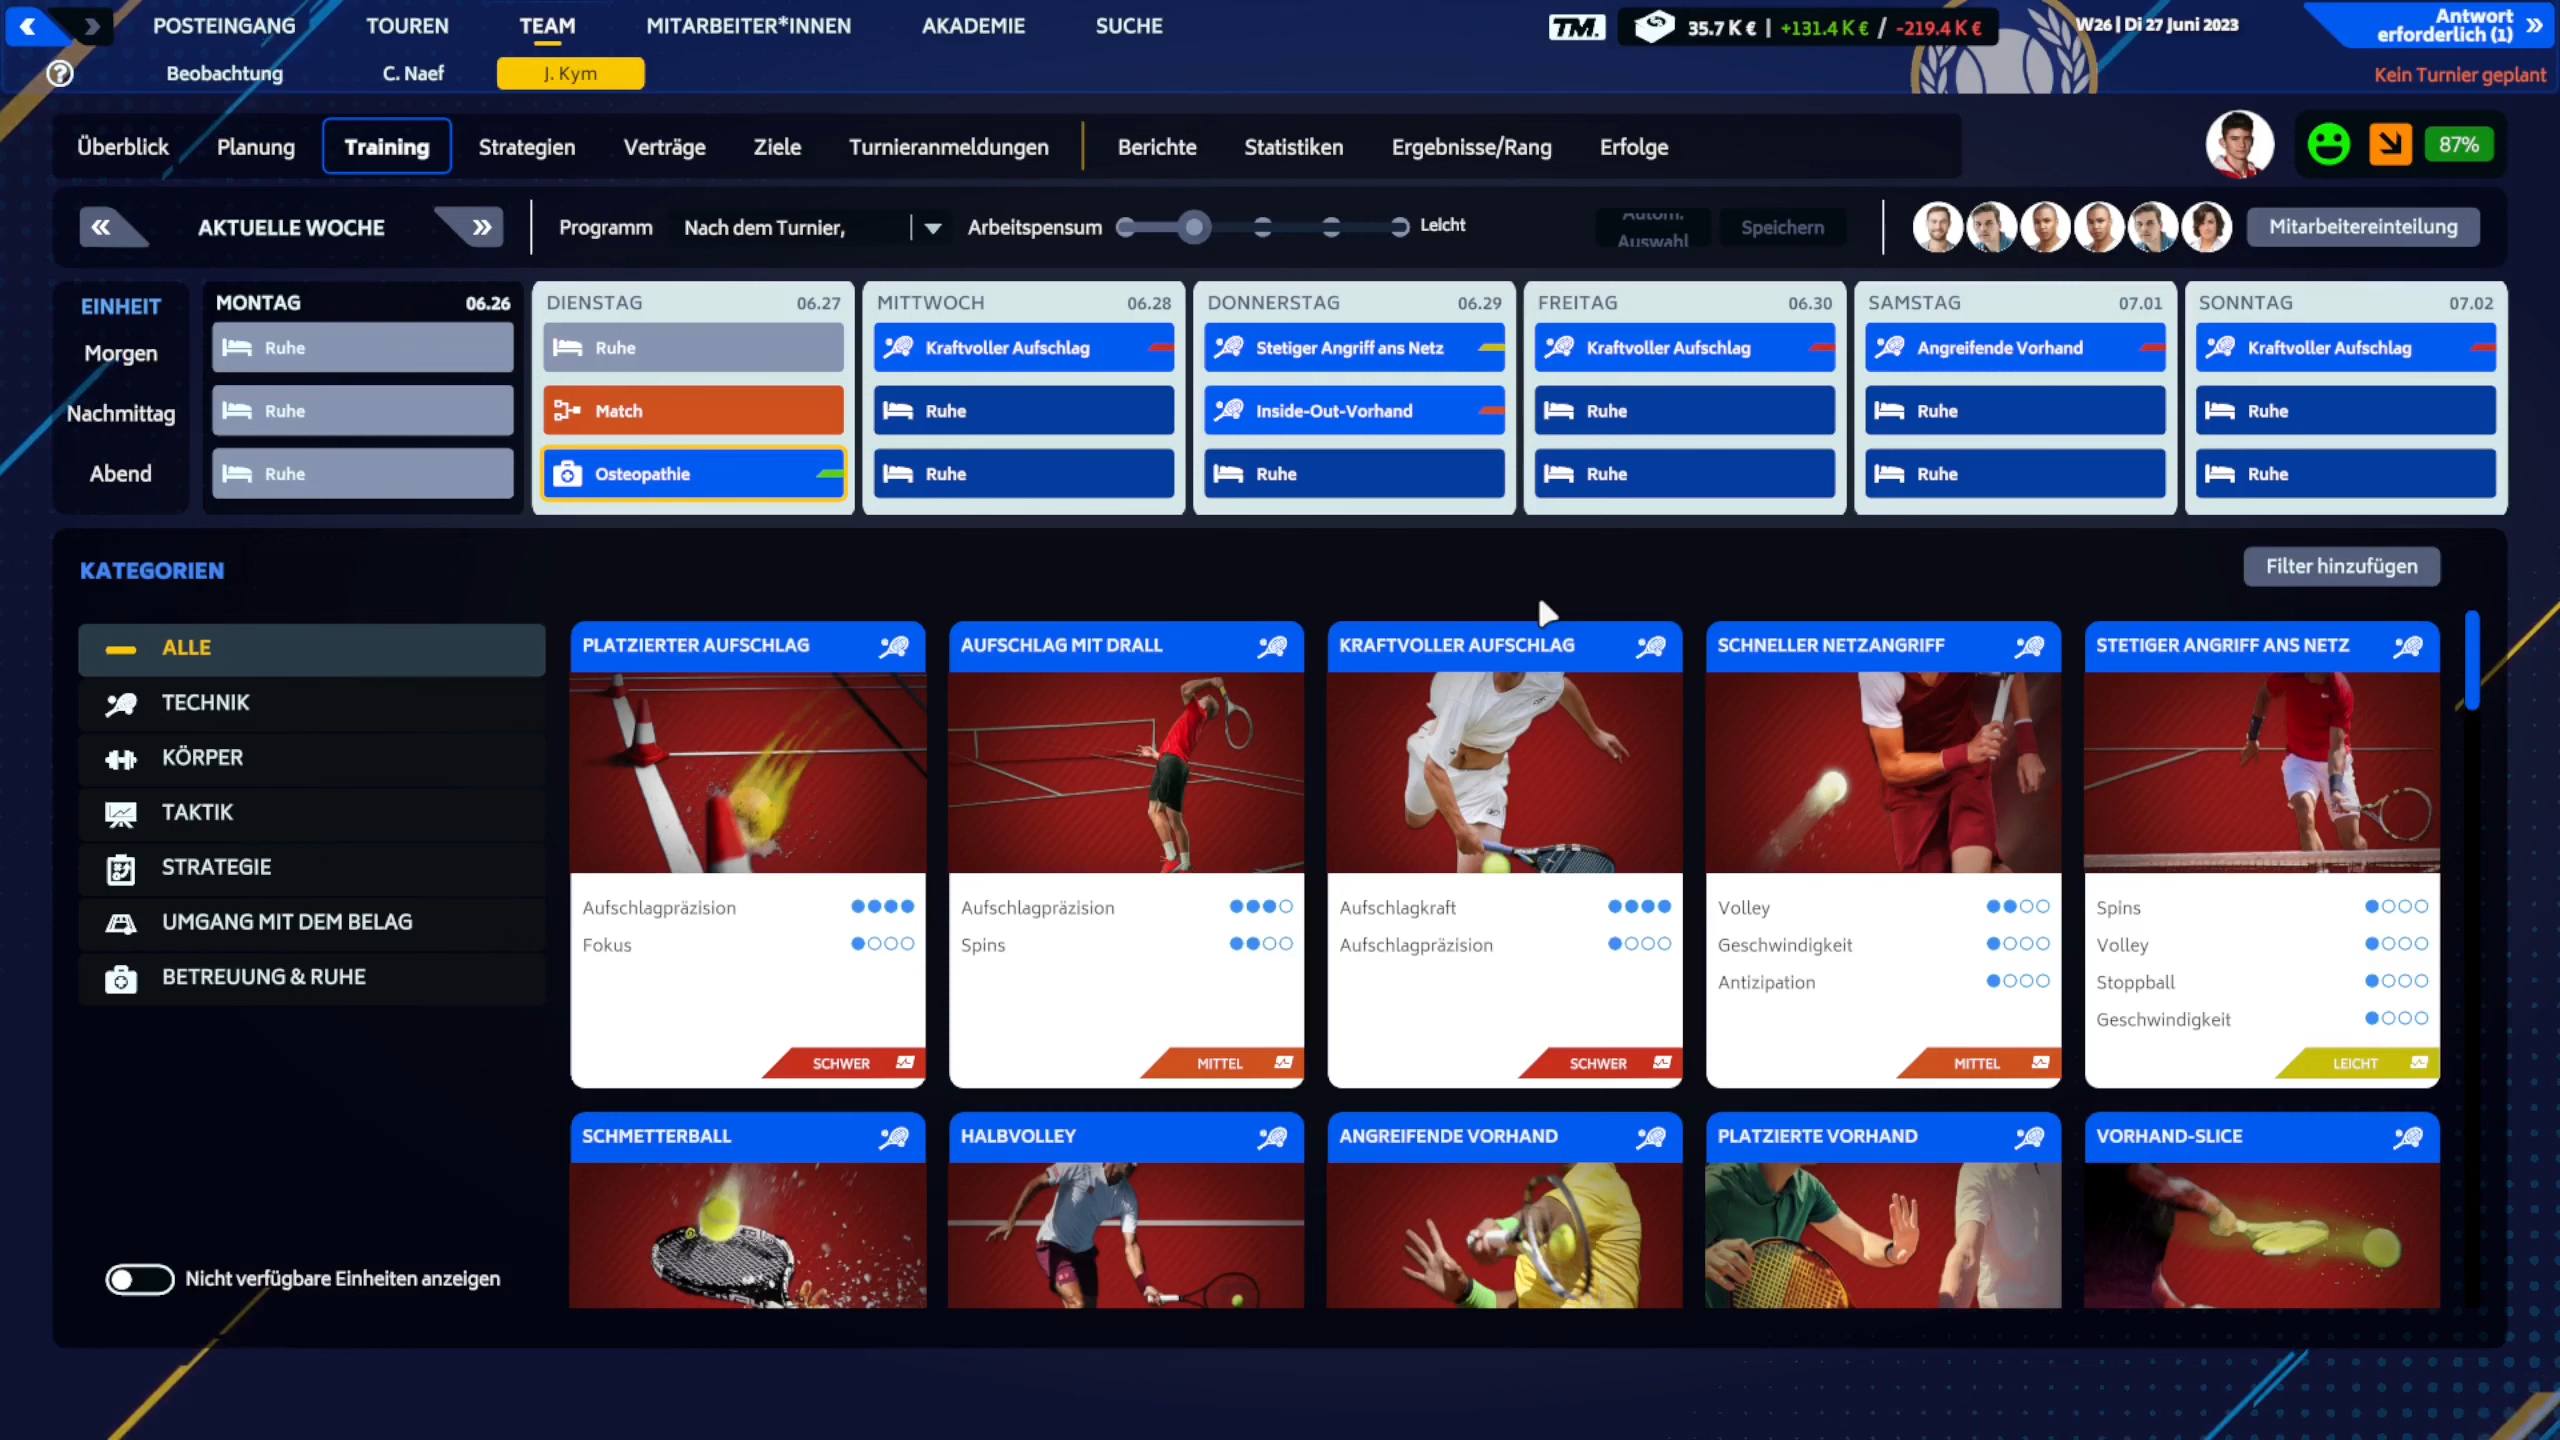 POSTEINGANG TOUREN TEAM MITARBEITER*INNEN AKADEMIE SUCHE
TM. 35.7 K € | +131.4 K € / -219.4 K € W26 | Di 27 Juni 2023
Antwort
erforderlich (1)
Beobachtung C. Naef J. Kym
Kein Turnier geplant
Überblick Planung Training Strategien Verträge Ziele Turnieranmeldungen Berichte Statistiken Ergebnisse/Rang Erfolge
87%
AKTUELLE WOCHE Programm Nach dem Turnier, Arbeitspensum Leicht
Autom.
Auswahl
Speichern Mitarbeitereinteilung
EINHEIT
MONTAG 06.26 DIENSTAG 06.27 MITTWOCH 06.28 DONNERSTAG 06.29 FREITAG 06.30 SAMSTAG 07.01 SONNTAG 07.02
Morgen Ruhe Ruhe Kraftvoller Aufschlag Stetiger Angriff ans Netz Kraftvoller Aufschlag Angreifende Vorhand Kraftvoller Aufschlag
Nachmittag Ruhe Match Ruhe Inside-Out-Vorhand Ruhe Ruhe Ruhe
Abend Ruhe Osteopathie Ruhe Ruhe Ruhe Ruhe Ruhe
KATEGORIEN
Filter hinzufügen
ALLE
TECHNIK
KÖRPER
TAKTIK
STRATEGIE
UMGANG MIT DEM BELAG
BETREUUNG & RUHE
Nicht verfügbare Einheiten anzeigen
PLATZIERTER AUFSCHLAG
Aufschlagpräzision
Fokus
SCHWER
AUFSCHLAG MIT DRALL
Aufschlagpräzision
Spins
MITTEL
KRAFTVOLLER AUFSCHLAG
Aufschlagkraft
Aufschlagpräzision
SCHWER
SCHNELLER NETZANGRIFF
Volley
Geschwindigkeit
Antizipation
MITTEL
STETIGER ANGRIFF ANS NETZ
Spins
Volley
Stoppball
Geschwindigkeit
LEICHT
SCHMETTERBALL
HALBVOLLEY
ANGREIFENDE VORHAND
PLATZIERTE VORHAND
VORHAND-SLICE